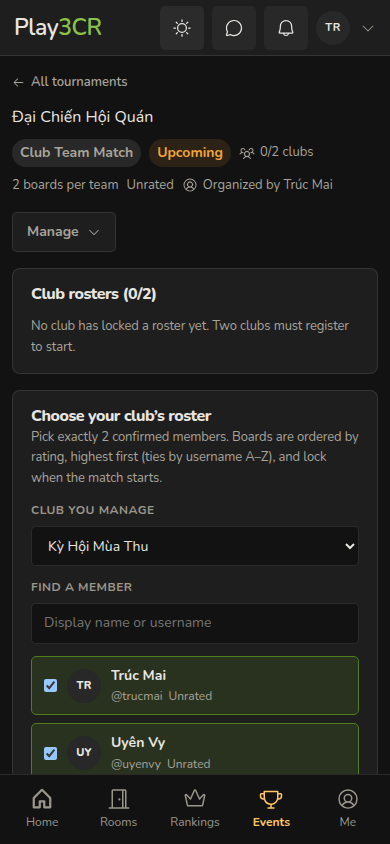 Play3CR
TR
← All tournaments
Đại Chiến Hội Quán
Club Team Match Upcoming 0/2 clubs
2 boards per team Unrated Organized by Trúc Mai
Manage
Club rosters (0/2)
No club has locked a roster yet. Two clubs must register
to start.
Choose your club's roster
Pick exactly 2 confirmed members. Boards are ordered by
rating, highest first (ties by username A–Z), and lock
when the match starts.
CLUB YOU MANAGE
Kỳ Hội Mùa Thu
FIND A MEMBER
Display name or username
TR
Trúc Mai
@trucmai Unrated
UY
Uyên Vy
@uyenvy Unrated
Home Rooms Rankings Events Me